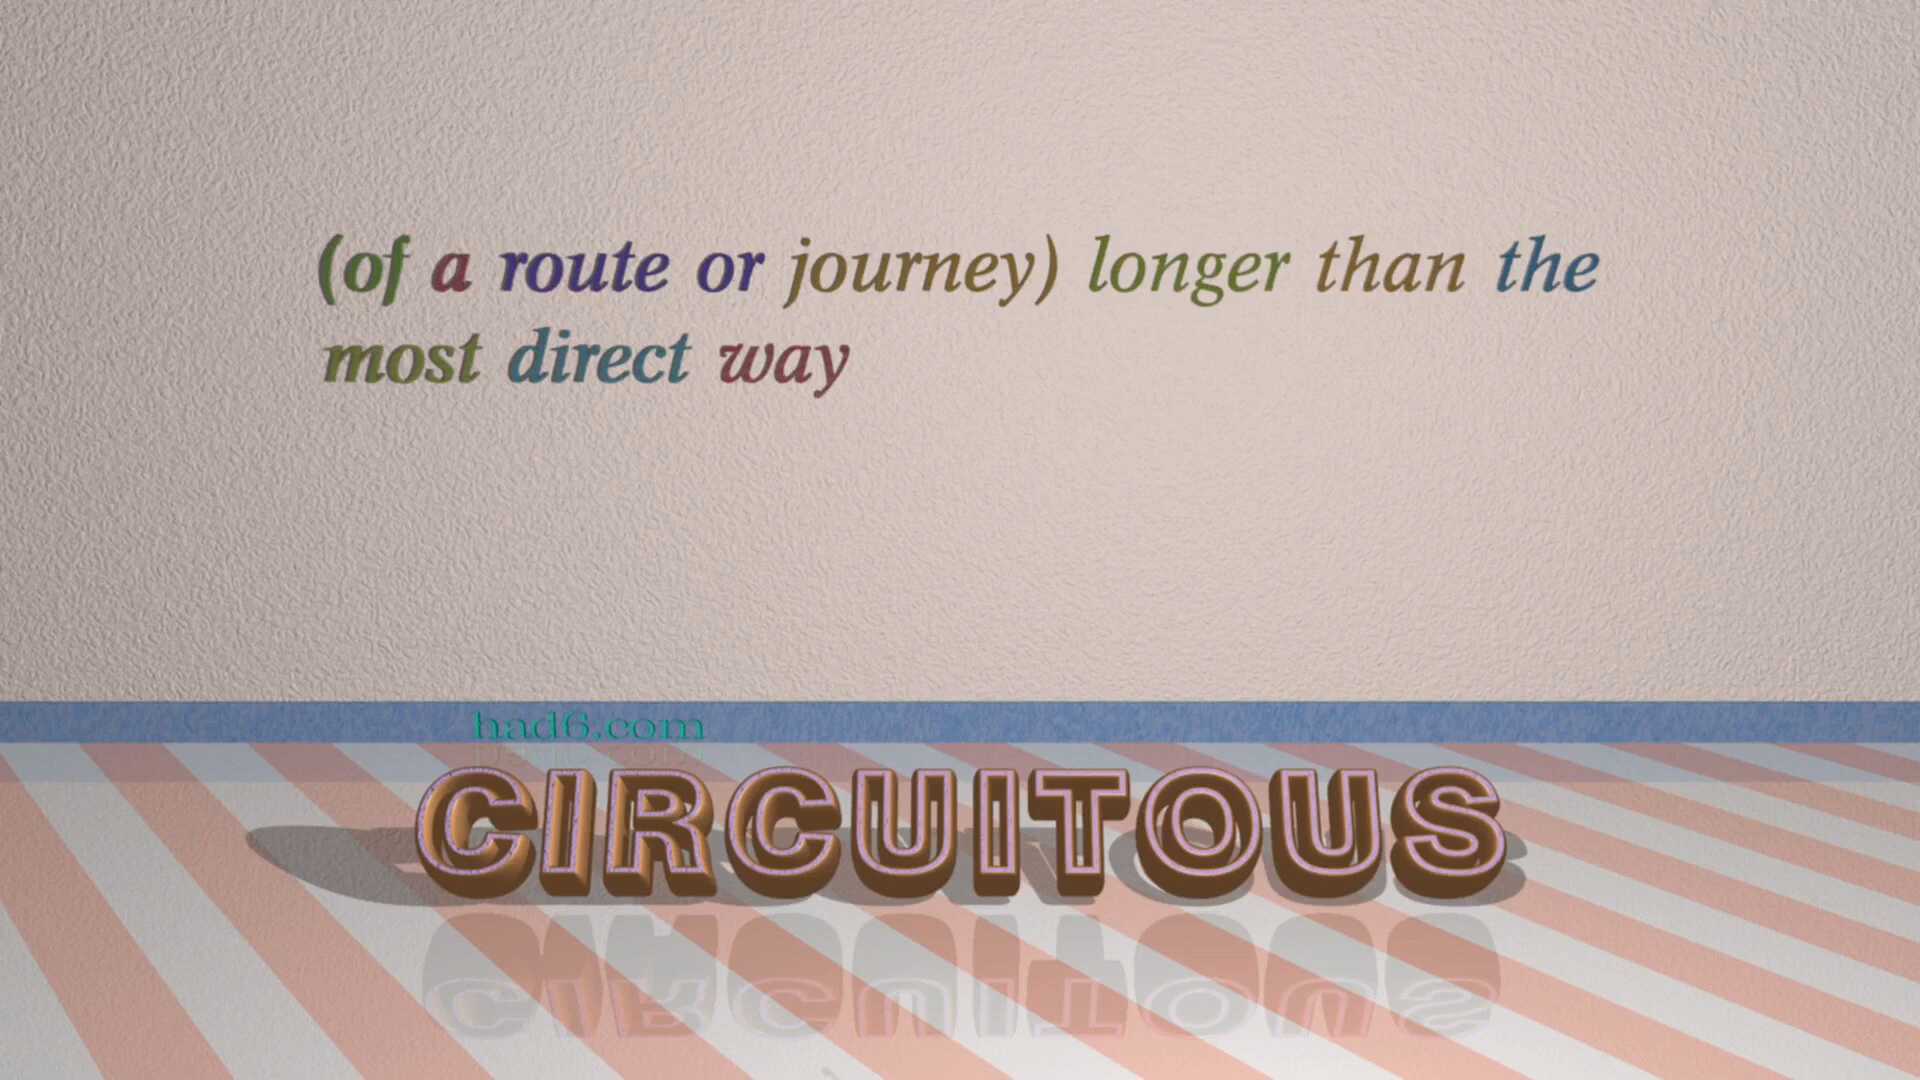 (of a route or journey) longer than the
most direct way
had6.com
CIRCUITOUS